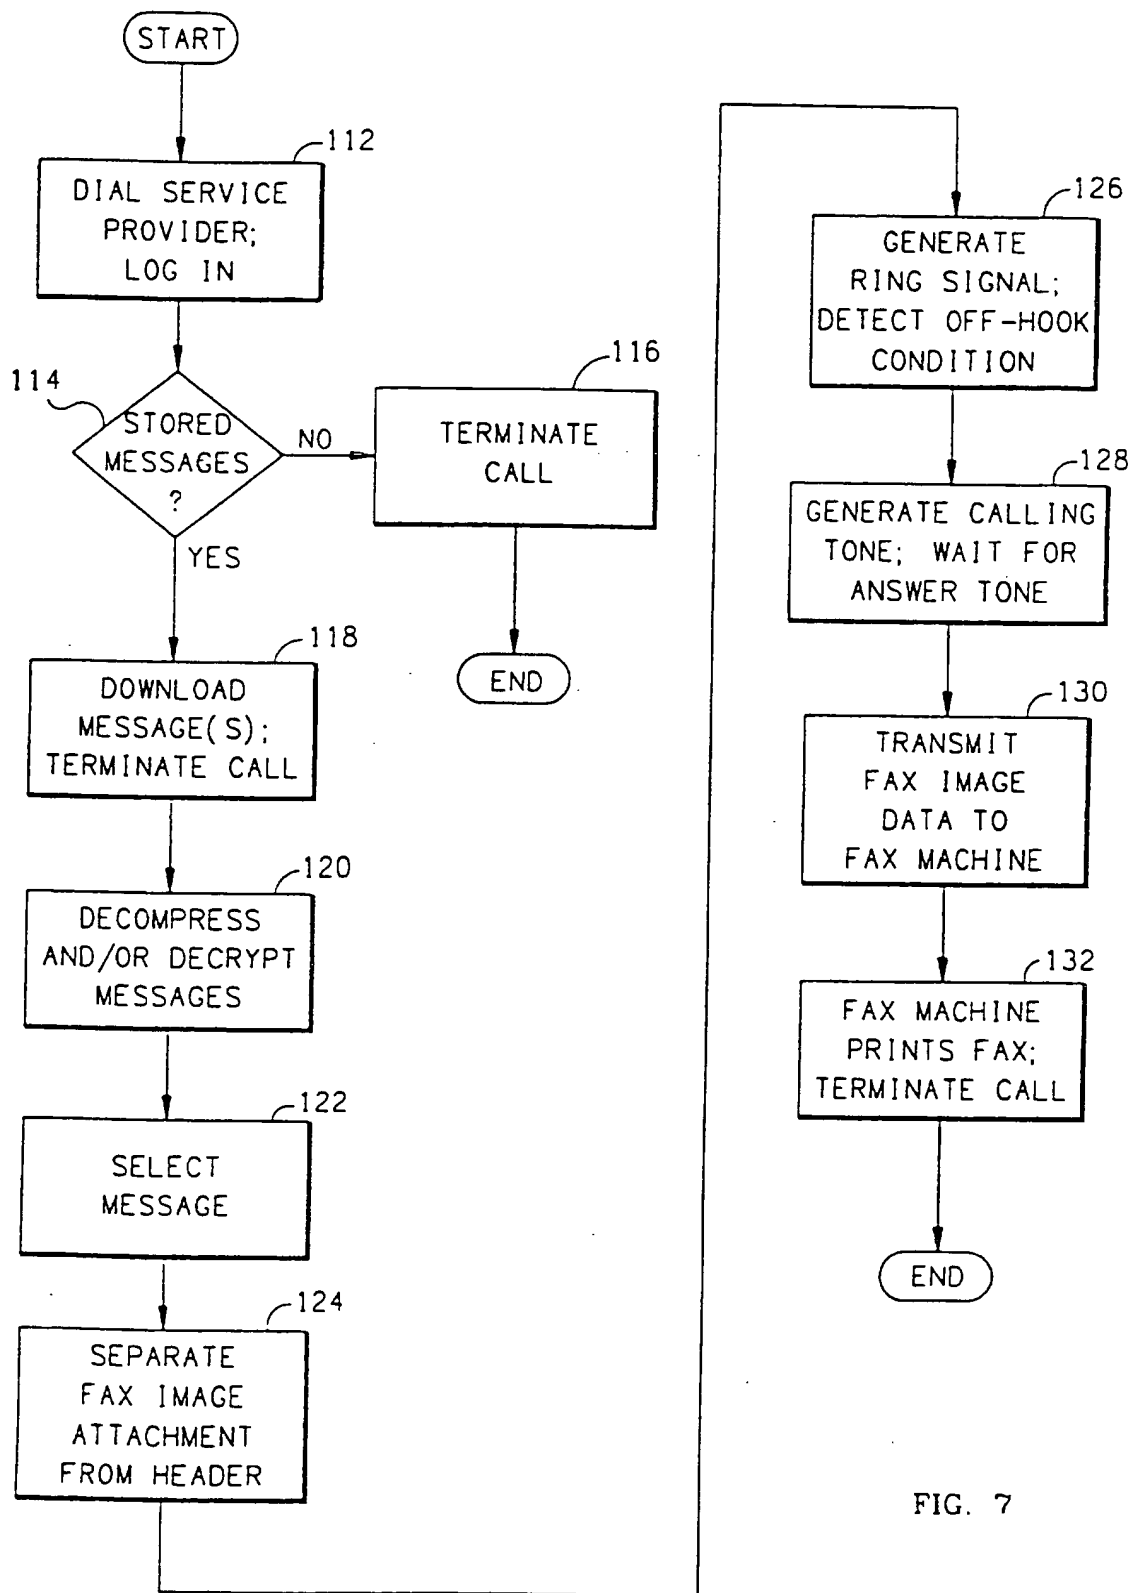 START
112
DIAL SERVICE
PROVIDER;
LOG IN
114
STORED
MESSAGES
?
NO
YES
116
TERMINATE
CALL
END
118
DOWNLOAD
MESSAGE(S);
TERMINATE CALL
120
DECOMPRESS
AND/OR DECRYPT
MESSAGES
122
SELECT
MESSAGE
124
SEPARATE
FAX IMAGE
ATTACHMENT
FROM HEADER
126
GENERATE
RING SIGNAL;
DETECT OFF-HOOK
CONDITION
128
GENERATE CALLING
TONE; WAIT FOR
ANSWER TONE
130
TRANSMIT
FAX IMAGE
DATA TO
FAX MACHINE
132
FAX MACHINE
PRINTS FAX;
TERMINATE CALL
END
FIG. 7